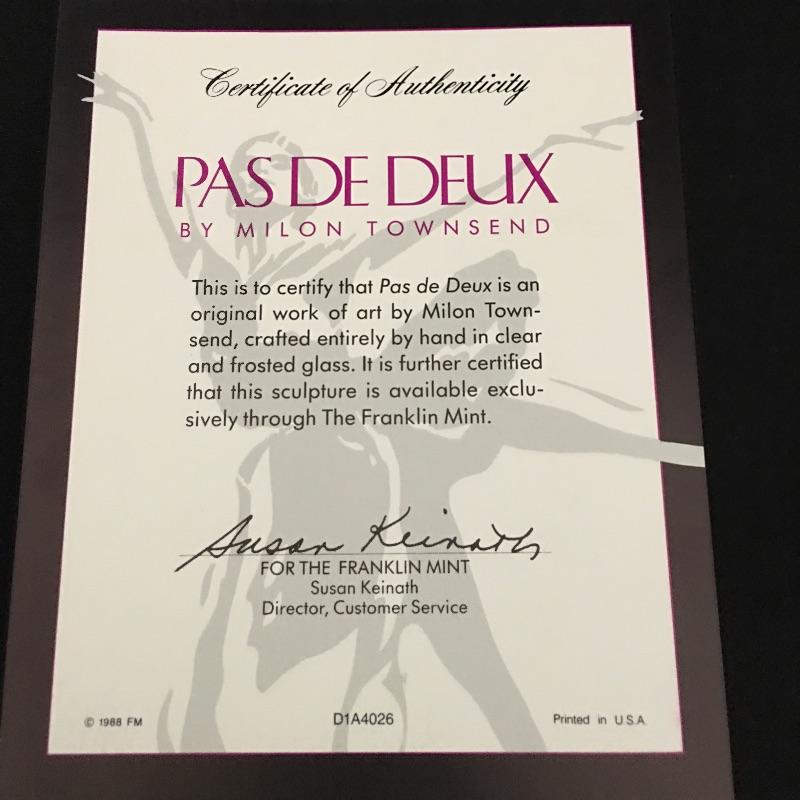 Certificate of Authenticity
PAS DE DEUX
BY MILON TOWNSEND
This is to certify that Pas de Deux is an
original work of art by Milon Town-
send, crafted entirely by hand in clear
and frosted glass. It is further certified
that this sculpture is available exclu-
sively through The Franklin Mint.
Susan Keinath
FOR THE FRANKLIN MINT
Susan Keinath
Director, Customer Service
© 1988 FM D1A4026 Printed in U.S.A.